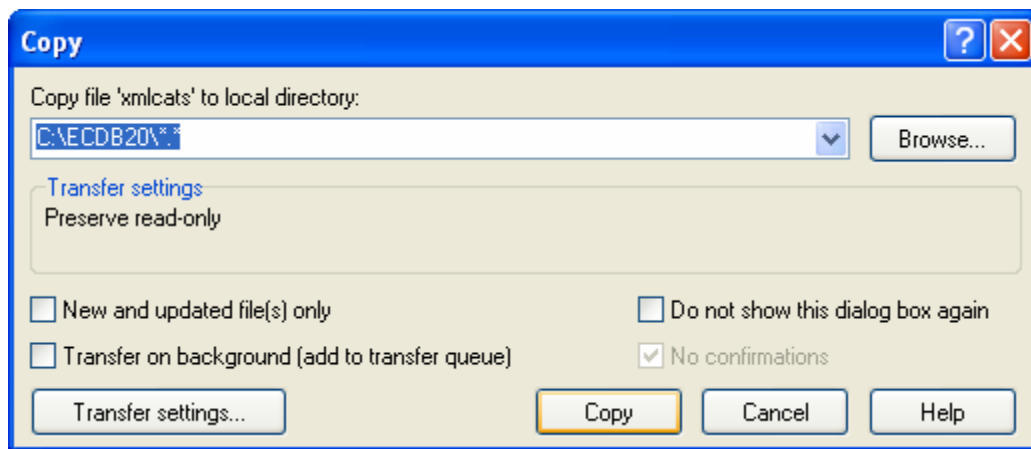 Copy
Copy file 'xmlcats' to local directory:
C:\ECDB20\*.*
Browse...
Transfer settings
Preserve read-only
New and updated file(s) only
Do not show this dialog box again
Transfer on background (add to transfer queue)
No confirmations
Transfer settings...
Copy
Cancel
Help